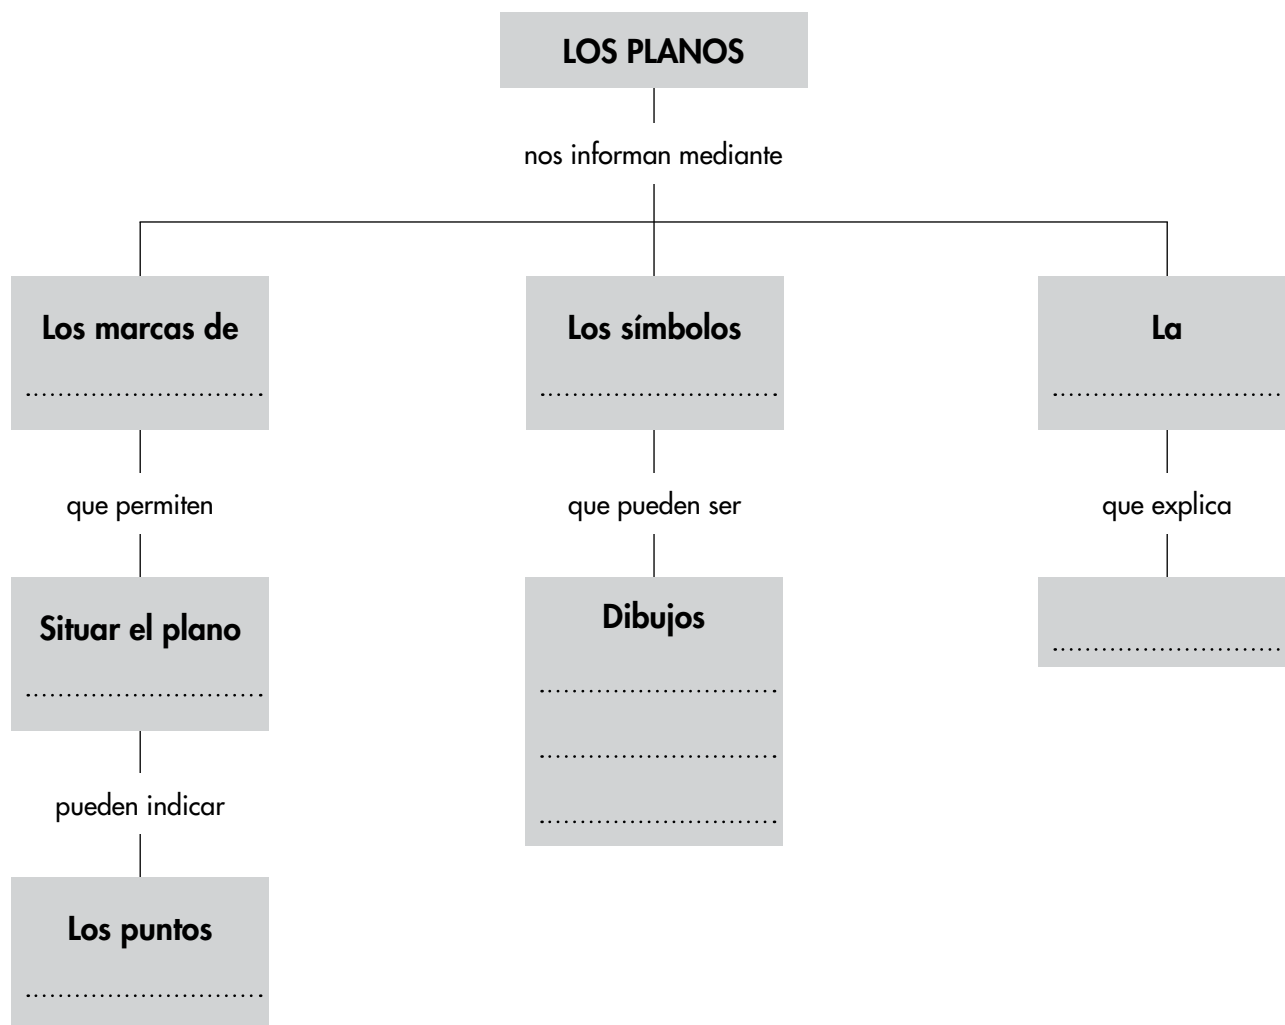 LOS PLANOS
nos informan mediante
Los marcas de
..............................
Los símbolos
..............................
La
..............................
que permiten
que pueden ser
que explica
Situar el plano
..............................
Dibujos
..............................
..............................
..............................
..............................
pueden indicar
Los puntos
..............................